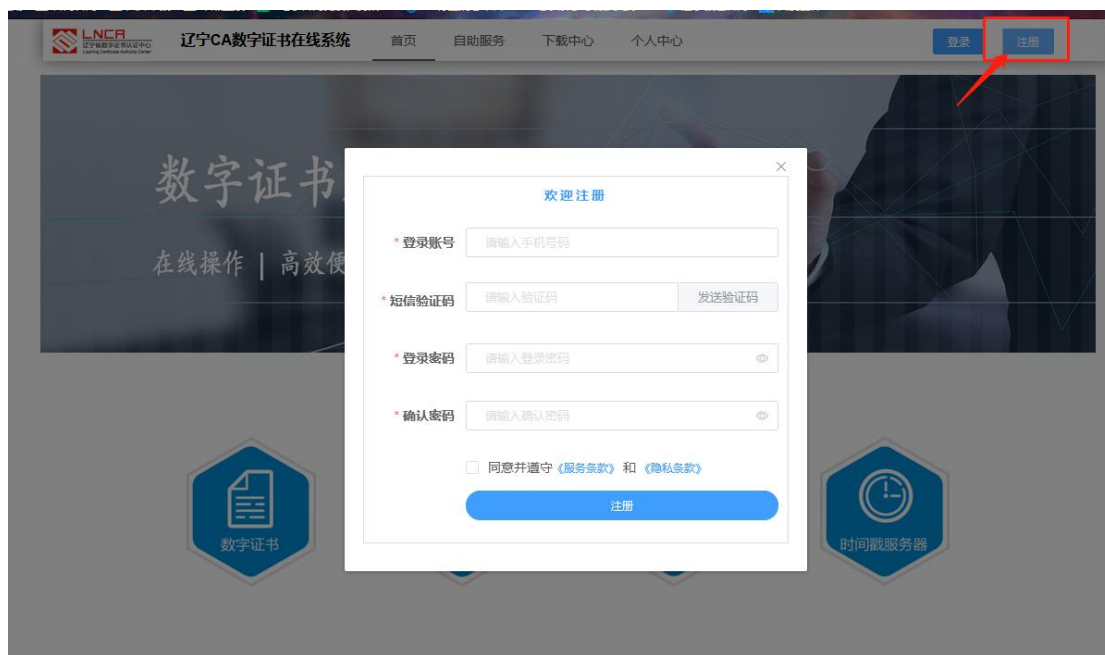 LNCA
辽宁CA数字证书在线系统 首页 自助服务 下载中心 个人中心 登录 注册
数字证书
在线操作 | 高效便
×
欢迎注册
* 登录账号 请输入手机号码
* 短信验证码 请输入验证码 发送验证码
* 登录密码 请输入登录密码
* 确认密码 请输入确认密码
同意并遵守《服务条款》和《隐私条款》
注册
数字证书
时间戳服务器